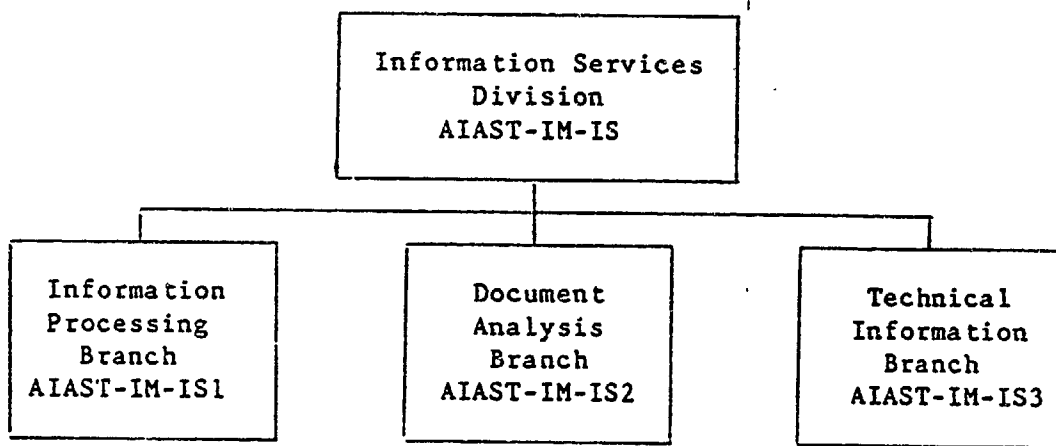 Information Services
Division
AIAST-IM-IS
Information
Processing
Branch
AIAST-IM-IS1
Document
Analysis
Branch
AIAST-IM-IS2
Technical
Information
Branch
AIAST-IM-IS3